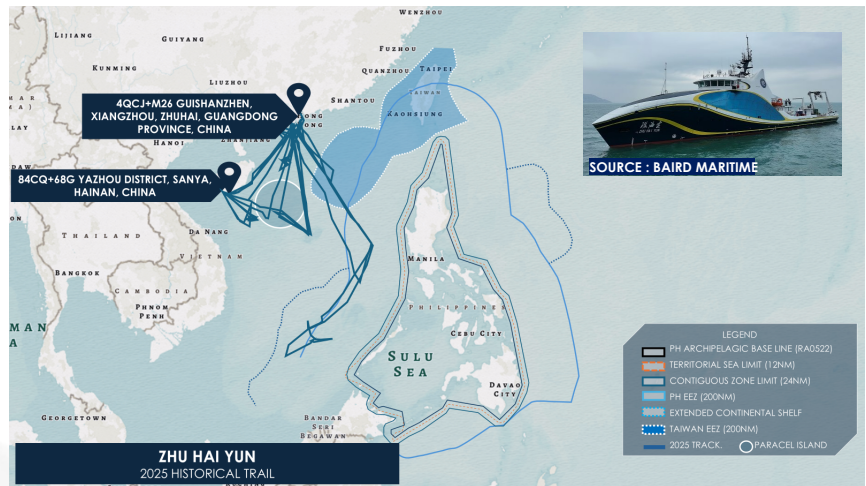 WENZHOU
LIJIANG
GUIYANG
FUZHOU
KUNMING
QUANZHOU
TAIPEI
LIUZHOU
TAIWAN
SHANTOU
KAOHSIUNG
4QCJ+M26 GUISHANZHEN,
XIANGZHOU, ZHUHAI, GUANGDONG
PROVINCE, CHINA
HANOI
84CQ+68G YAZHOU DISTRICT, SANYA,
HAINAN, CHINA
SOURCE : BAIRD MARITIME
THAILAND
DA NANG
VIETNAM
BANGKOK
CAMBODIA
PHNOM
PENH
MANILA
PHILIPPINES
CEBU CITY
SULU
SEA
DAVAO
CITY
GEORGETOWN
BANDAR
SERI
BEGAWAN
LEGEND
PH ARCHIPELAGIC BASE LINE (RA0522)
TERRITORIAL SEA LIMIT (12NM)
CONTIGUOUS ZONE LIMIT (24NM)
PH EEZ (200NM)
EXTENDED CONTINENTAL SHELF
TAIWAN EEZ (200NM)
2025 TRACK.
PARACEL ISLAND
ZHU HAI YUN
2025 HISTORICAL TRAIL